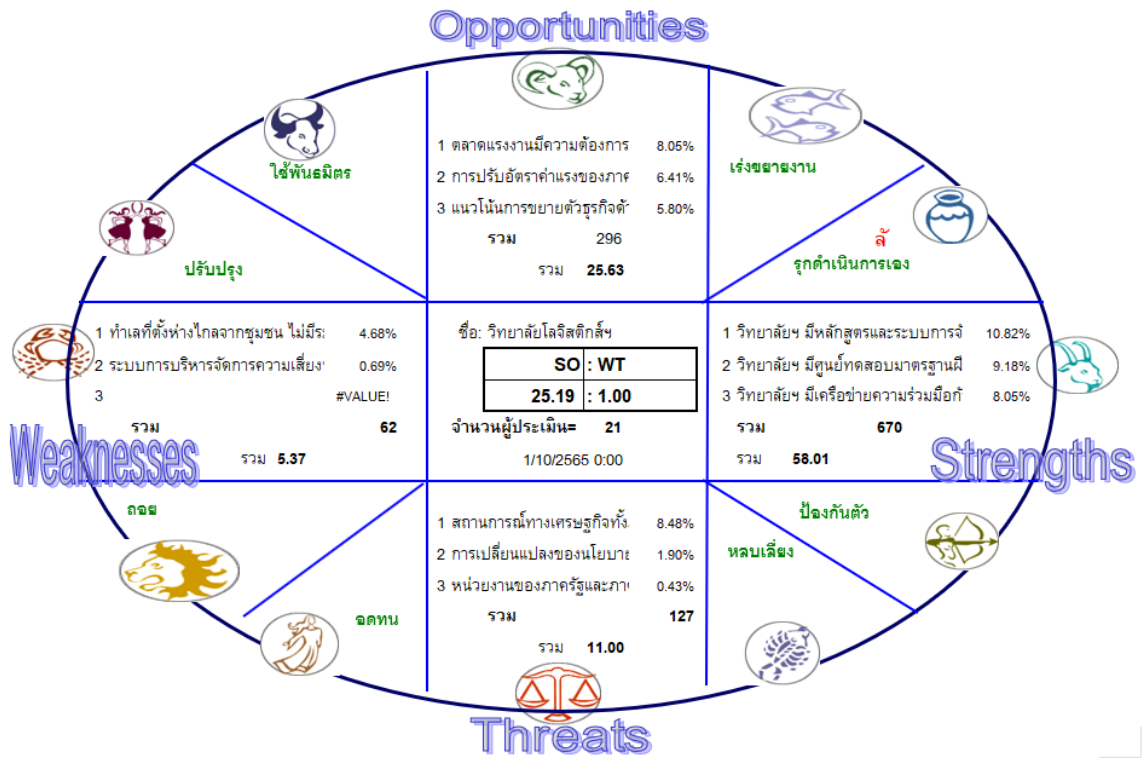 Opportunities
1 ตลาดแรงงานมีความต้องการ 8.05%
2 การปรับอัตราค่าแรงของภาค 6.41%
3 แนวโน้มการขยายตัวธุรกิจด้า 5.80%
รวม 296
รวม 25.63
ใช้พันธมิตร
เร่งขยายงาน
ปรับปรุง
ลั
รุกดำเนินการเอง
1 ทำเลที่ตั้งห่างไกลจากชุมชน ไม่มีระ 4.68%
2 ระบบการบริหารจัดการความเสี่ยง 0.69%
3 #VALUE!
รวม 62
รวม 5.37
Weaknesses
ชื่อ: วิทยาลัยโลจิสติกส์ฯ
SO : WT
25.19 : 1.00
จำนวนผู้ประเมิน= 21
1/10/2565 0:00
1 วิทยาลัยฯ มีหลักสูตรและระบบการจั 10.82%
2 วิทยาลัยฯ มีศูนย์ทดสอบมาตรฐานฝี 9.18%
3 วิทยาลัยฯ มีเครือข่ายความร่วมมือกั 8.05%
รวม 670
รวม 58.01
Strengths
ถอย
อดทน
1 สถานการณ์ทางเศรษฐกิจทั้ง 8.48%
2 การเปลี่ยนแปลงของนโยบาย 1.90%
3 หน่วยงานของภาครัฐและภา 0.43%
รวม 127
รวม 11.00
ป้องกันตัว
หลบเลี่ยง
Threats